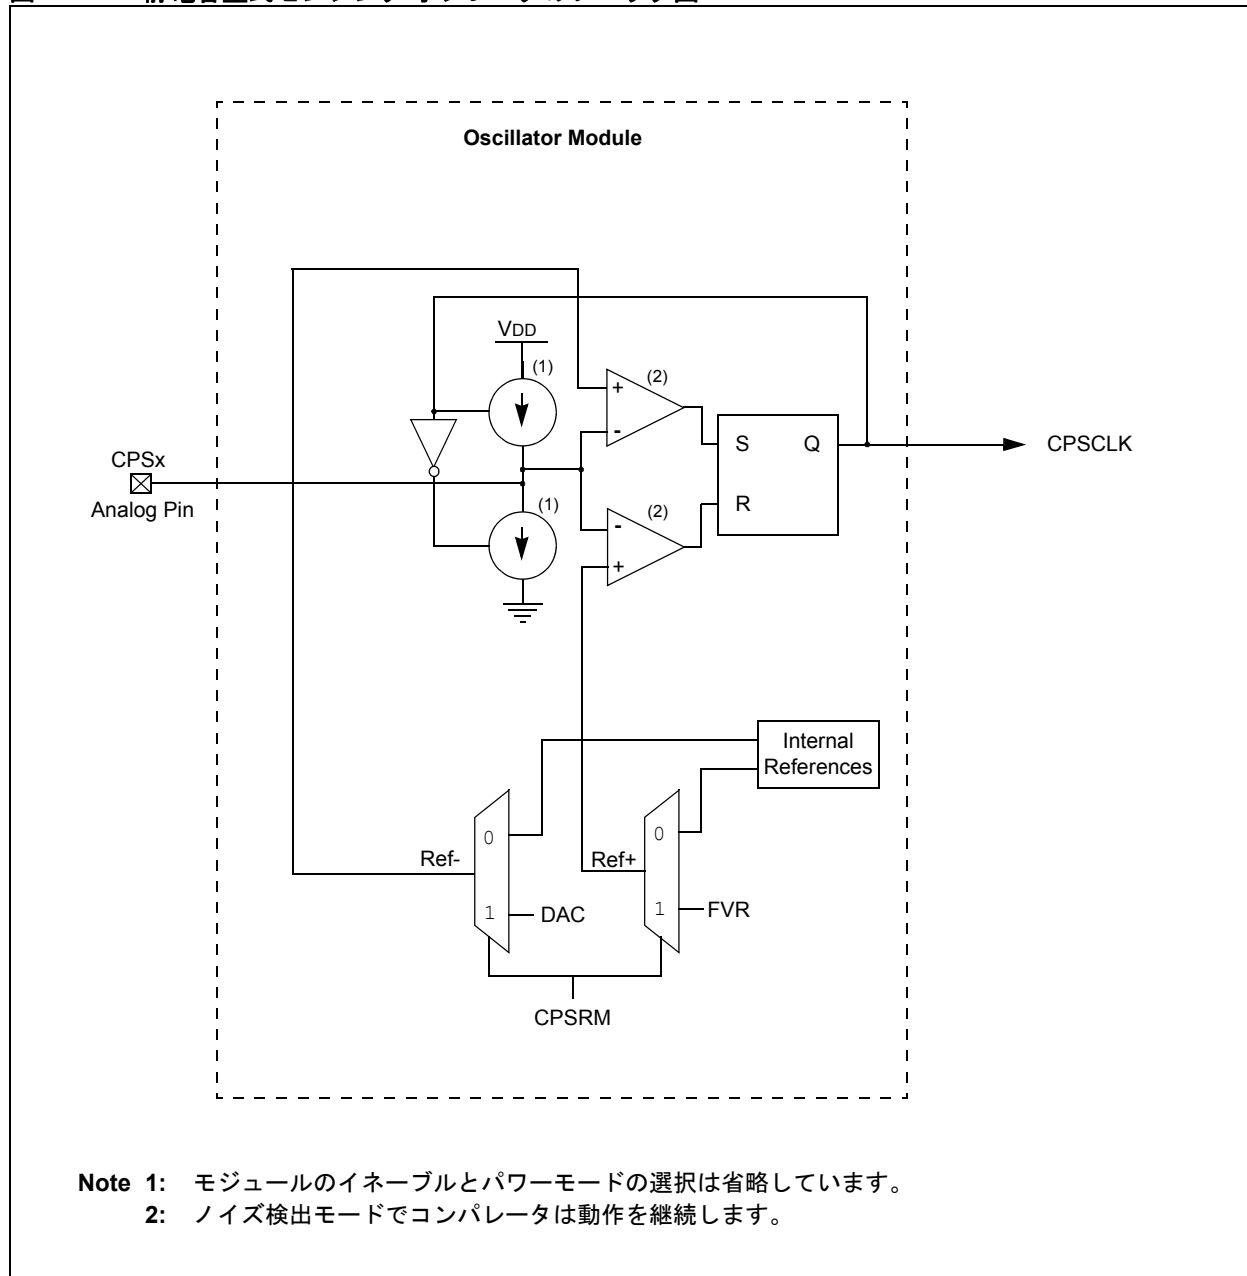 Oscillator Module
VDD
(1)
(2)
+
-
S Q
CPSCLK
CPSx
Analog Pin
(1)
(2)
-
+
R
Internal
References
0
0
Ref-
Ref+
1
DAC
1
FVR
CPSRM
Note 1: モジュールのイネーブルとパワーモードの選択は省略しています。
2: ノイズ検出モードでコンパレータは動作を継続します。